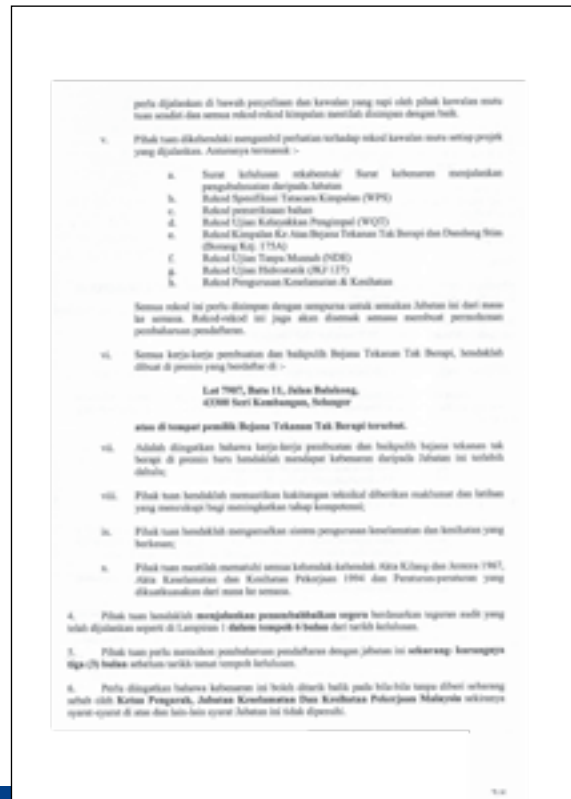 perlu dijalankan di bawah penyeliaan dan kawalan yang rapi oleh pihak kawalan mutu
tuan sendiri dan semua rekod-rekod kimpalan mestilah disimpan dengan baik.
v. Pihak tuan dikehendaki mengambil perhatian terhadap rekod kawalan mutu setiap projek
yang dijalankan. Antaranya termasuk :-
a. Surat kelulusan rekabentuk/ Surat kebenaran menjalankan
pengubahsuaian daripada Jabatan
b. Rekod Spesifikasi Tatacara Kimpalan (WPS)
c. Rekod pemeriksaan bahan
d. Rekod Ujian Kelayakkan Pengimpal (WQT)
e. Rekod Kimpalan Ke Atas Bejana Tekanan Tak Berapi dan Dandang Stim
(Borang Krj. 175A)
f. Rekod Ujian Tanpa Musnah (NDE)
g. Rekod Ujian Hidrostatik (JKJ 127)
h. Rekod Pengurusan Keselamatan & Kesihatan
Semua rekod ini perlu disimpan dengan sempurna untuk semakan Jabatan ini dari masa
ke semasa. Rekod-rekod ini juga akan disemak semasa membuat permohonan
pembaharuan pendaftaran.
vi. Semua kerja-kerja pembuatan dan baikpulih Bejana Tekanan Tak Berapi, hendaklah
dibuat di premis yang berdaftar di :-
Lot 7907, Batu 11, Jalan Balakong,
43300 Seri Kembangan, Selangor
atau di tempat pemilik Bejana Tekanan Tak Berapi tersebut.
vii. Adalah diingatkan bahawa kerja-kerja pembuatan dan baikpulih bejana tekanan tak
berapi di premis baru hendaklah mendapat kebenaran daripada Jabatan ini terlebih
dahulu;
viii. Pihak tuan hendaklah memastikan kakitangan teknikal diberikan maklumat dan latihan
yang mencukupi bagi meningkatkan tahap kompetensi;
ix. Pihak tuan hendaklah mengamalkan sistem pengurusan keselamatan dan kesihatan yang
berkesan;
x. Pihak tuan mestilah mematuhi semua kehendak-kehendak Akta Kilang dan Jentera 1967,
Akta Keselamatan dan Kesihatan Pekerjaan 1994 dan Peraturan-peraturan yang
dikuatkuasakan dari masa ke semasa.
4. Pihak tuan hendaklah menjalankan penambahbaikan segera berdasarkan teguran audit yang
telah dijalankan seperti di Lampiran 1 dalam tempoh 6 bulan dari tarikh kelulusan.
5. Pihak tuan perlu memohon pembaharuan pendaftaran dengan jabatan ini sekurang- kurangnya
tiga (3) bulan sebelum tarikh tamat tempoh kelulusan.
6. Perlu diingatkan bahawa kebenaran ini boleh ditarik balik pada bila-bila tanpa diberi sebarang
sebab oleh Ketua Pengarah, Jabatan Keselamatan Dan Kesihatan Pekerjaan Malaysia sekiranya
syarat-syarat di atas dan lain-lain syarat Jabatan ini tidak dipenuhi.